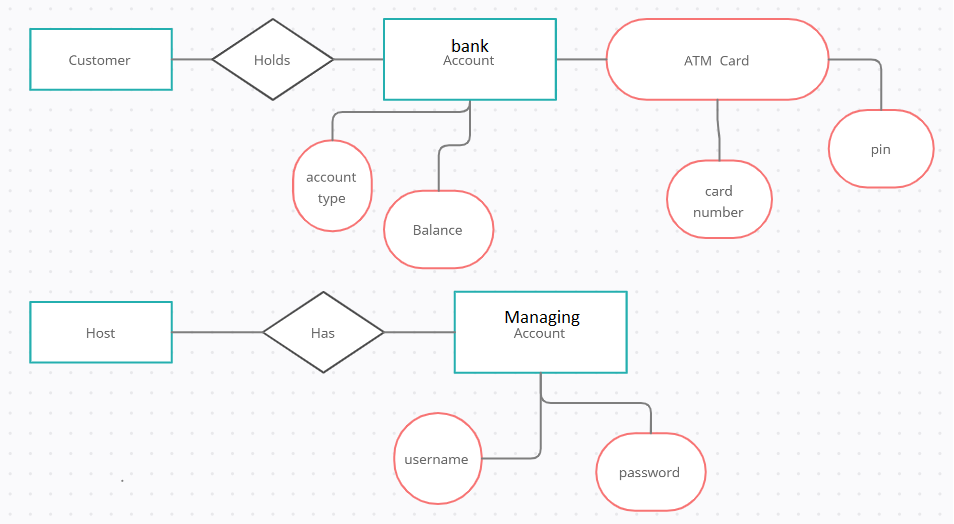 Customer
Holds
bank
Account
ATM Card
account
type
Balance
card
number
pin
Host
Has
Managing
Account
username
password